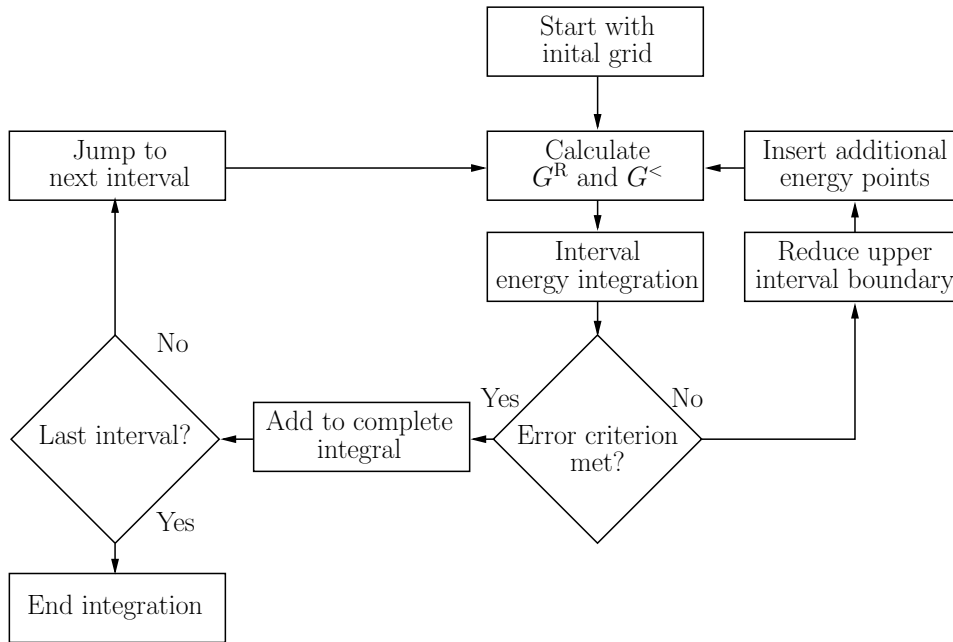 Start with
inital grid
Jump to
next interval
Calculate
G^R and G^<
Insert additional
energy points
Interval
energy integration
Reduce upper
interval boundary
No
Yes
No
Last interval?
Add to complete
integral
Error criterion
met?
Yes
End integration